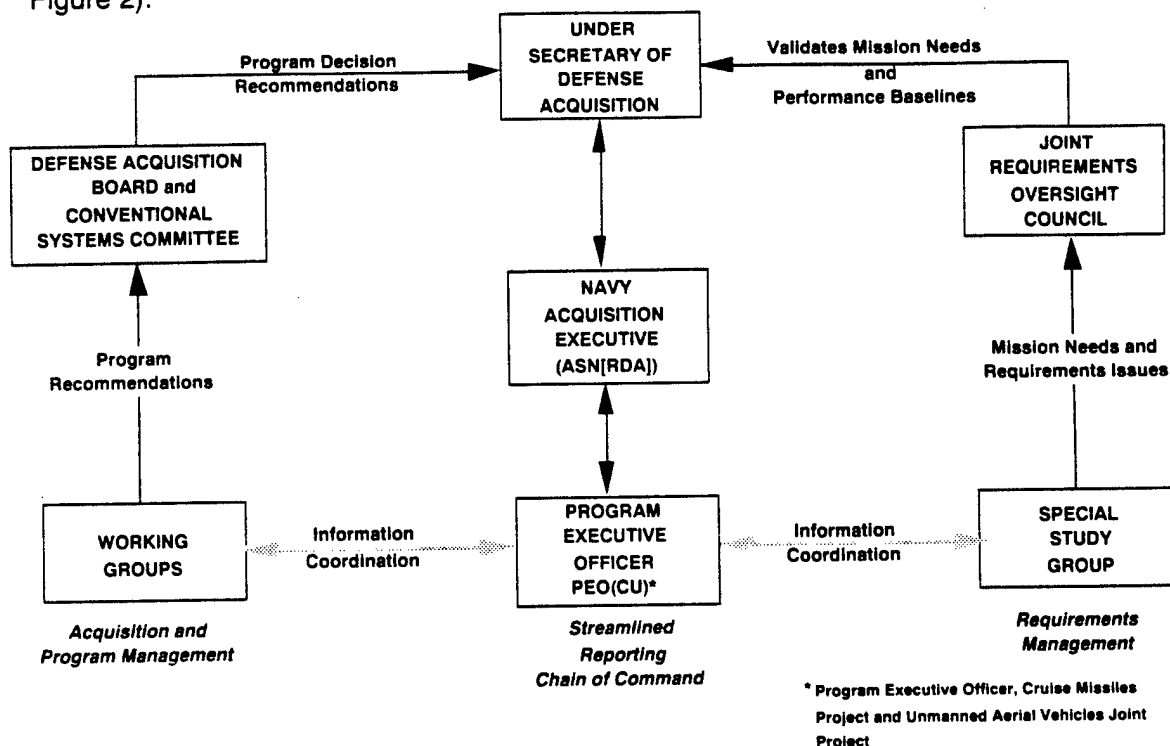 Figure 2).
UNDER
SECRETARY OF
DEFENSE
ACQUISITION
Program Decision
Recommendations
Validates Mission Needs
and
Performance Baselines
DEFENSE ACQUISITION
BOARD and
CONVENTIONAL
SYSTEMS COMMITTEE
JOINT
REQUIREMENTS
OVERSIGHT
COUNCIL
NAVY
ACQUISITION
EXECUTIVE
(ASN[RDA])
Program
Recommendations
Mission Needs and
Requirements Issues
WORKING
GROUPS
Information
Coordination
PROGRAM
EXECUTIVE
OFFICER
PEO(CU)*
Information
Coordination
SPECIAL
STUDY
GROUP
Acquisition and
Program Management
Streamlined
Reporting
Chain of Command
Requirements
Management
* Program Executive Officer, Cruise Missiles
Project and Unmanned Aerial Vehicles Joint
Project